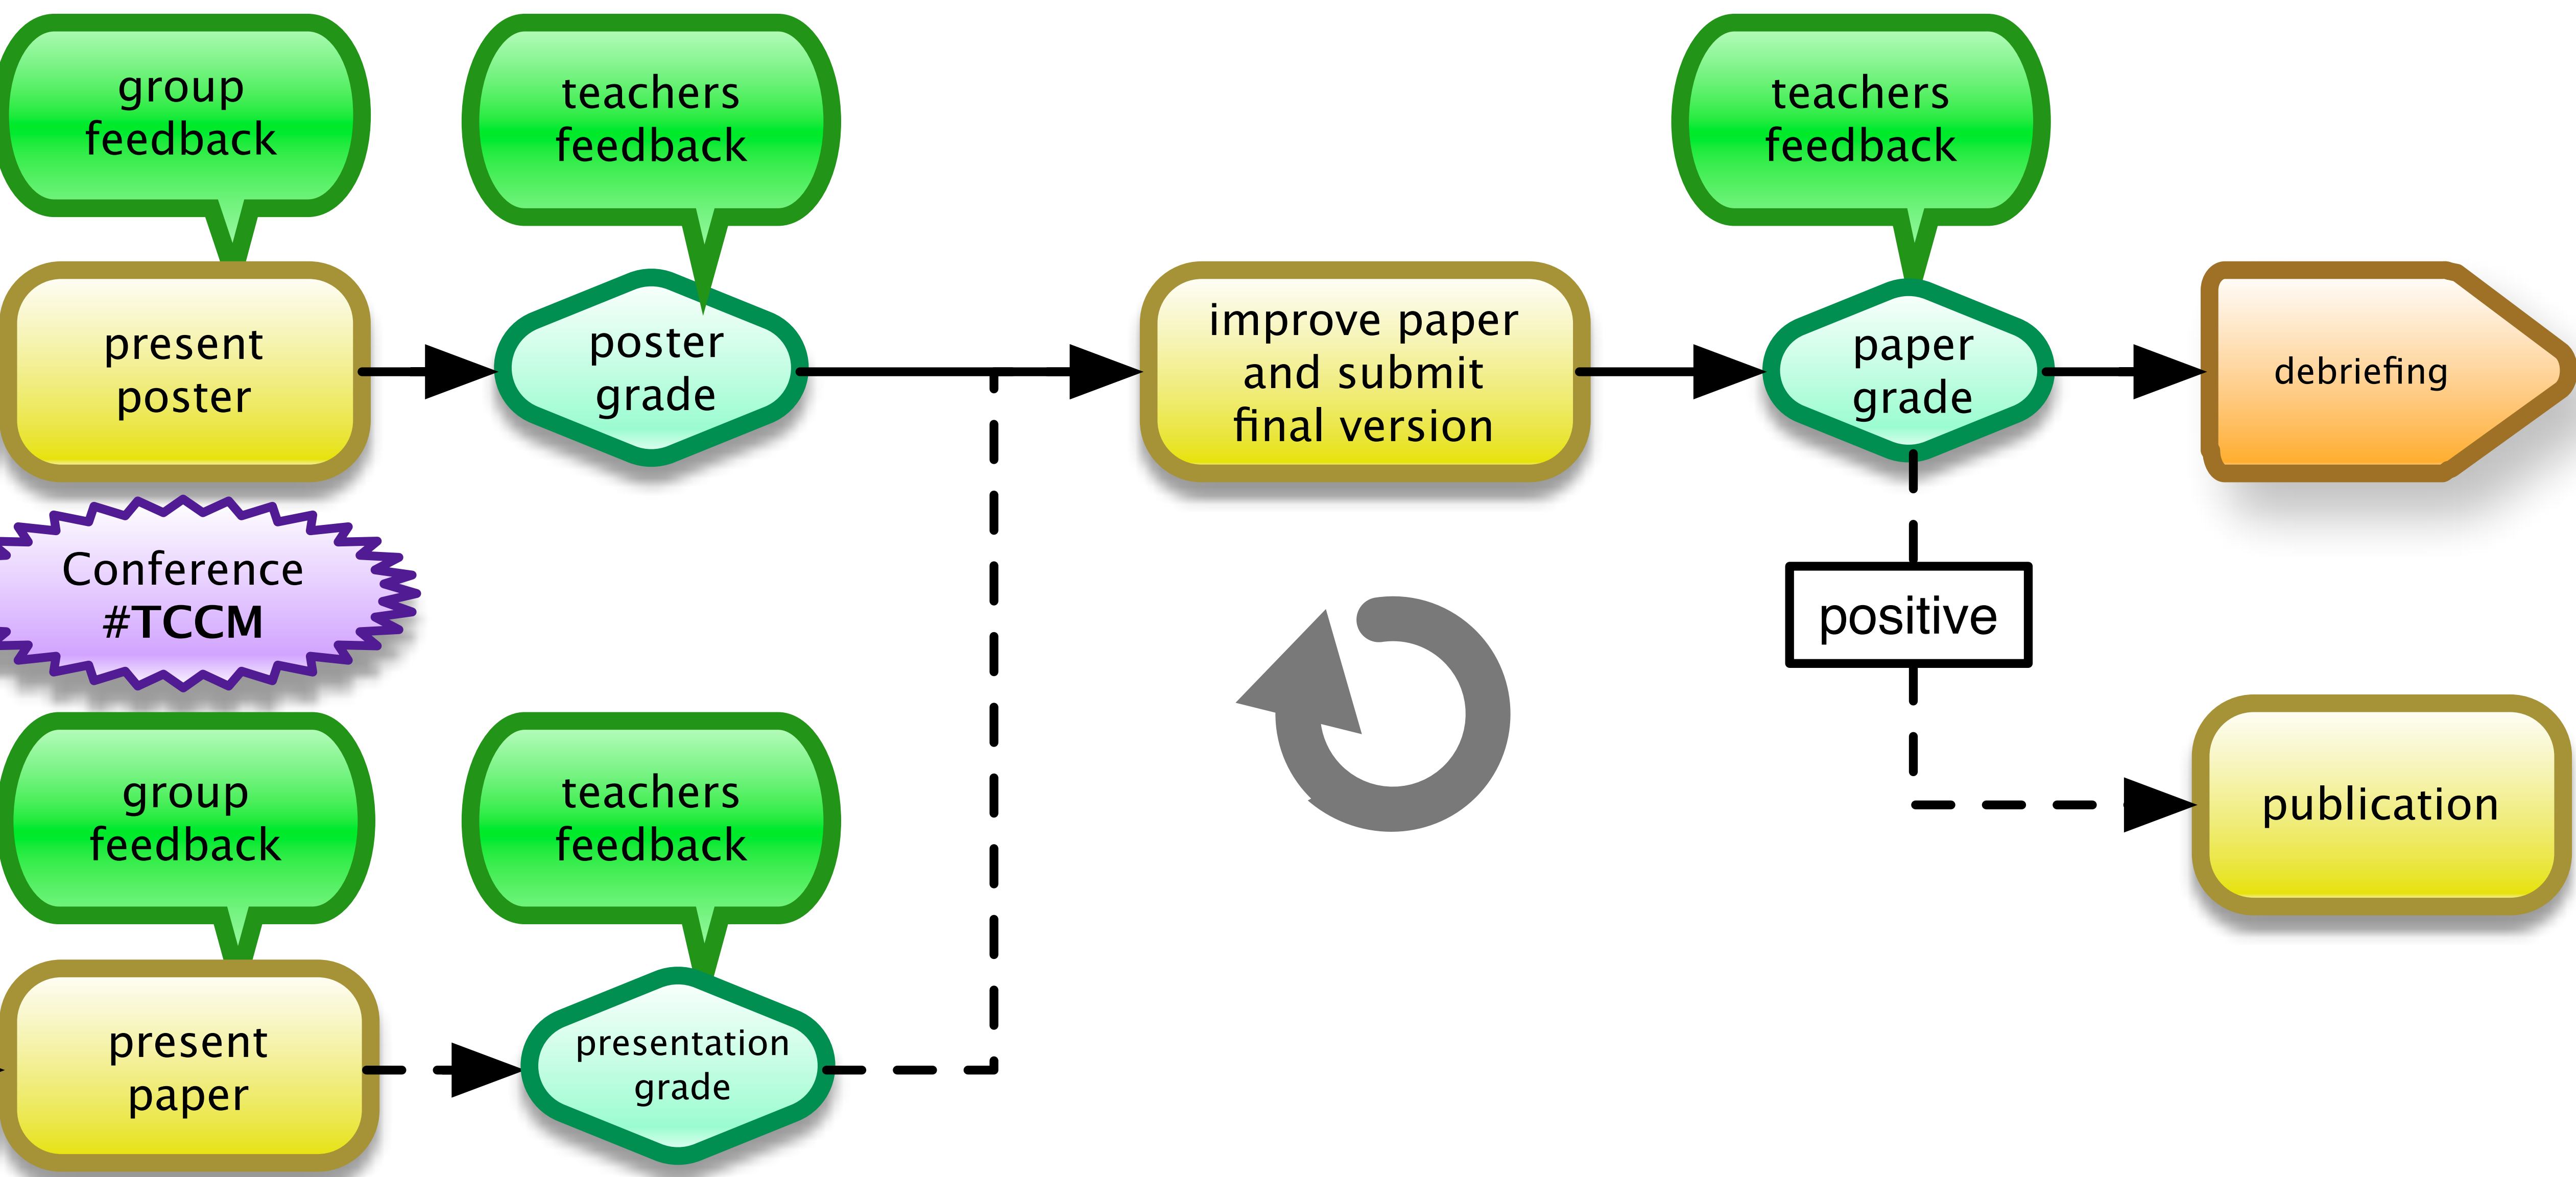 group
feedback
teachers
feedback
teachers
feedback
present
poster
poster
grade
improve paper
and submit
final version
paper
grade
debriefing
Conference
#TCCM
positive
group
feedback
teachers
feedback
publication
present
paper
presentation
grade